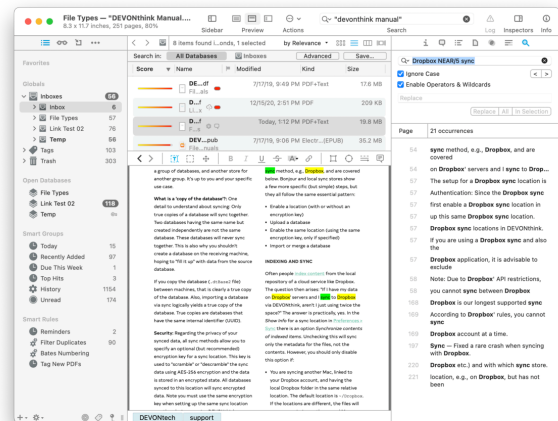 File Types — "DEVONthink Manual....
8.3 x 11.7 inches, 251 pages, 80%
Sidebar
Preview
Actions
"devonthink manual"
Search
Log
Inspectors
Info
Favorites
Globals
Inboxes 56
Inbox 6
File Types 57
Link Test 02 76
Temp 56
Tags 103
Trash 303
Open Databases
File Types
Link Test 02 116
Temp
Smart Groups
Today 15
Recently Added 97
Due This Week 1
Top Hits 3
History 1154
Unread 174
Smart Rules
Reminders 2
Filter Duplicates 90
Bates Numbering
Tag New PDFs
8 items found i...onds, 1 selected
by Relevance
Search in: All Databases Inboxes Advanced Save...
Score Name Modified Kind Size
DE...df
Fil...als
7/17/19, 9:49 PM PDF+Text 17.6 MB
D...f
Li...x
12/15/20, 2:51 PM PDF 209 KB
D...f
F...s
Today, 1:12 PM PDF+Text 19.8 MB
DEV...pub
File...nuals
7/17/19, 9:06 PM Electr...(EPUB) 35.2 MB
a group of databases, and another store for
another group. It's up to you and your specific
use case
What is a 'copy of the database'?: One
detail to understand about syncing: Only
true copies of a database will sync together.
Two databases having the same name but
created independently are not the same
database. These databases will never sync
together. This is also why you shouldn't
create a database on the receiving machine,
hoping to "fill it up" with data from the source
database.
If you copy the database (.dtBase2 file)
between machines, that is clearly a true copy
of the database. Also, importing a database
via sync logically yields a true copy of the
database. True copies are databases that
have the same internal identifier (UUID).
Security: Regarding the privacy of your
synced data, all sync methods allow you to
specify an optional (but recommended)
encryption key for a sync location. This key is
used to "scramble" or "descramble" the sync
data using AES-256 encryption and the data
is stored in an encrypted state. All databases
synced to this location will sync encrypted
data. Note you must use the same encryption
key when setting up the same sync location
sync method, e.g., Dropbox, and are covered
below. Bonjour and local sync stores show
a few more specific (but simple) steps, but
they all follow the same essential pattern:
• Enable a location (with or without an
encryption key)
• Upload a database
• Enable the same location (using the same
encryption key, only if specified)
• Import or merge a database
INDEXING AND SYNC
Often people index content from the local
repository of a cloud service like Dropbox.
The question then arises: "If I have my data
on Dropbox' servers and I sync to Dropbox
via DEVONthink, aren't I just using twice the
space?" The answer is practically, yes. In the
Show Info for a sync location in Preferences >
Sync there is an option Synchronize contents
of indexed items. Unchecking this will sync
only the metadata for the files, not the
contents. However, you should only disable
this option if:
• You are syncing another Mac, linked to
your Dropbox account, and having the
local Dropbox folder in the same relative
location. The default location is ~/Dropbox.
If the locations are different, the files will
DEVONtech support
Dropbox NEAR/5 sync
Ignore Case
Enable Operators & Wildcards
Replace
Replace All In Selection
Page 21 occurrences
54 sync method, e.g., Dropbox, and are
covered
54 on Dropbox' servers and I sync to Drop...
57 The setup for a Dropbox sync location is
57 Authentication: Since the Dropbox sync
57 first enable a Dropbox sync location in
57 up this same Dropbox sync location.
57 Dropbox sync locations in DEVONthink.
57 If you are using a Dropbox sync and also
the
57 Dropbox application, it is advisable to
exclude
58 Note: Due to Dropbox' API restrictions,
58 you cannot sync between Dropbox
168 Dropbox is our longest supported sync
168 According to Dropbox' rules, you cannot
sync
168 Dropbox account at a time.
197 Sync — Fixed a rare crash when syncing
with Dropbox.
220 Dropbox etc.) and with which sync store.
221 location, e.g., on Dropbox, but has not
been